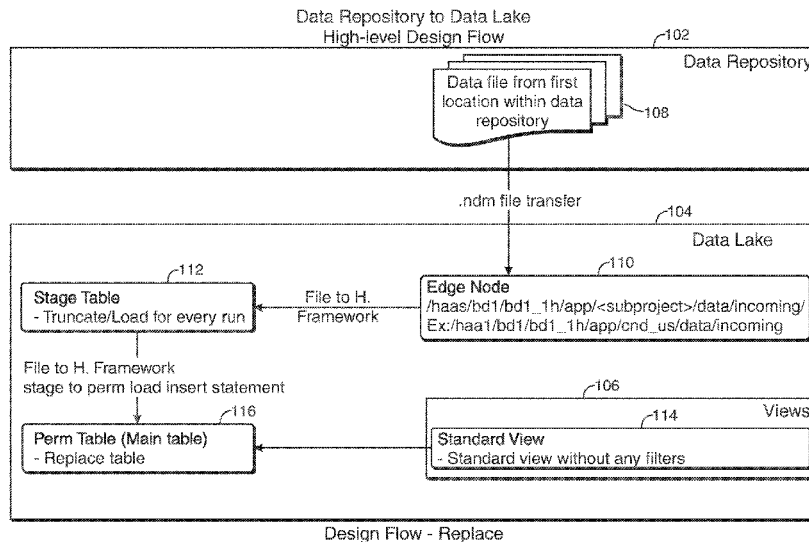 Data Repository to Data Lake
High-level Design Flow
102
Data Repository
Data file from first
location within data
repository
108
.ndm file transfer
104
Data Lake
112
Stage Table
- Truncate/Load for every run
File to H.
Framework
110
Edge Node
/haas/bd1/bd1_1h/app/<subproject>/data/incoming/
Ex:/haa1/bd1/bd1_1h/app/cnd_us/data/incoming
File to H. Framework
stage to perm load insert statement
116
Perm Table (Main table)
- Replace table
106
Views
114
Standard View
- Standard view without any filters
Design Flow - Replace